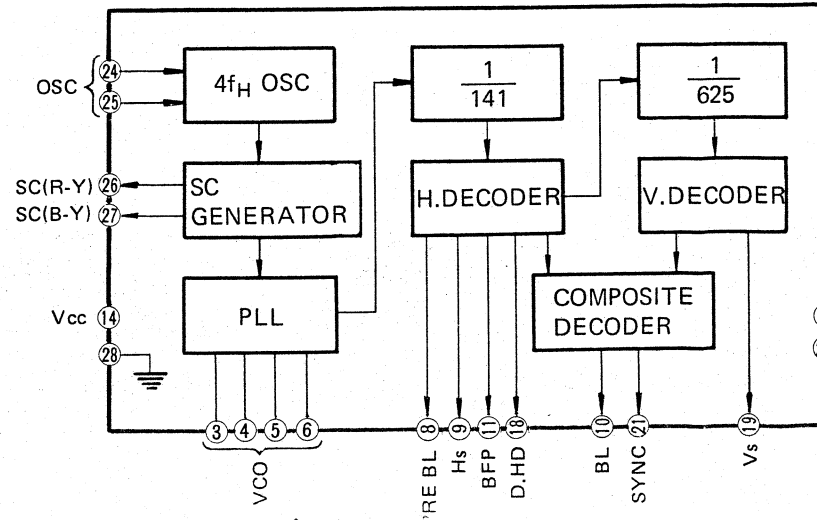 OSC
24
25
4fH OSC
1
141
1
625
SC(R-Y)
26
SC(B-Y)
27
SC
GENERATOR
H.DECODER
V.DECODER
Vcc
14
28
PLL
COMPOSITE
DECODER
3
4
5
6
8
9
11
18
10
21
19
VCO
PRE BL
Hs
BFP
D.HD
BL
SYNC
Vs